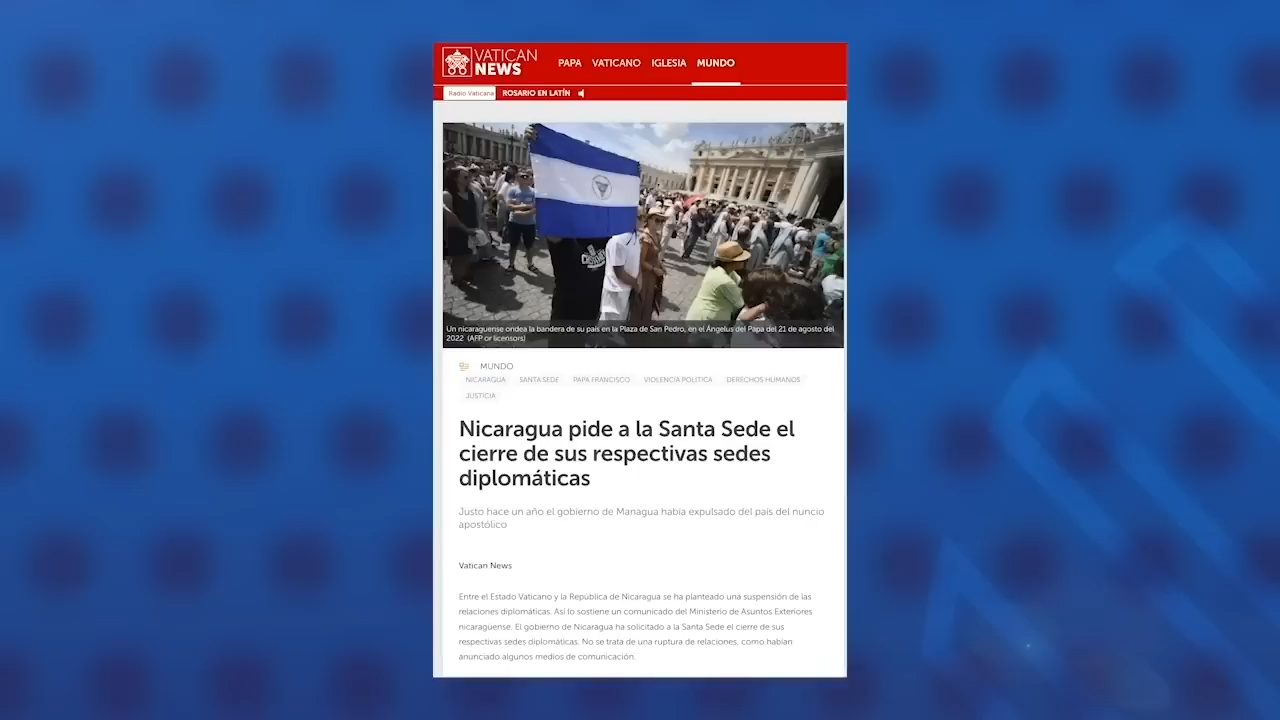 VATICAN
NEWS
PAPA VATICANO IGLESIA MUNDO
Radio Vaticana ROSARIO EN LATÍN
Un nicaraguense ondea la bandera de su país en la Plaza de San Pedro, en el Ángelus del Papa del 21 de agosto del
2022 (AFP or licensors)
MUNDO
NICARAGUA SANTA SEDE PAPA FRANCISCO VIOLENCIA POLÍTICA DERECHOS HUMANOS
JUSTICIA
Nicaragua pide a la Santa Sede el
cierre de sus respectivas sedes
diplomáticas
Justo hace un año el gobierno de Managua había expulsado del país del nuncio
apostólico
Vatican News
Entre el Estado Vaticano y la República de Nicaragua se ha planteado una suspensión de las
relaciones diplomáticas. Así lo sostiene un comunicado del Ministerio de Asuntos Exteriores
nicaragüense. El gobierno de Nicaragua ha solicitado a la Santa Sede el cierre de sus
respectivas sedes diplomáticas. No se trata de una ruptura de relaciones, como habían
anunciado algunos medios de comunicación.